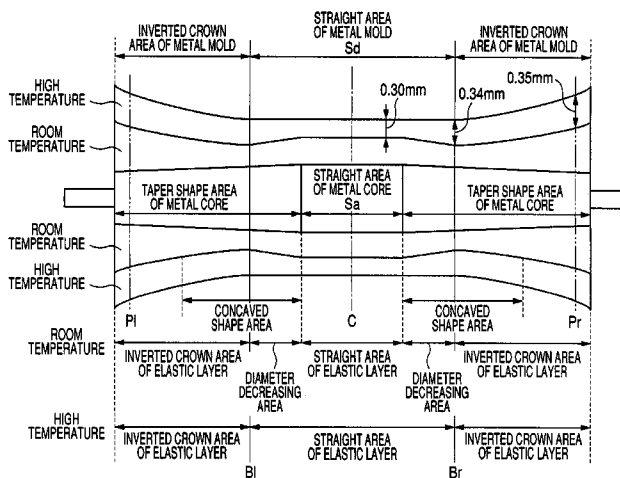 INVERTED CROWN
AREA OF METAL MOLD
STRAIGHT AREA
OF METAL MOLD
Sd
INVERTED CROWN
AREA OF METAL MOLD
HIGH
TEMPERATURE
0.30mm
0.34mm
0.35mm
ROOM
TEMPERATURE
TAPER SHAPE AREA
OF METAL CORE
STRAIGHT AREA
OF METAL CORE
Sa
TAPER SHAPE AREA
OF METAL CORE
ROOM
TEMPERATURE
HIGH
TEMPERATURE
Pl
CONCAVED
SHAPE AREA
C
CONCAVED
SHAPE AREA
Pr
ROOM
TEMPERATURE
INVERTED CROWN AREA
OF ELASTIC LAYER
DIAMETER
DECREASING
AREA
STRAIGHT AREA
OF ELASTIC LAYER
DIAMETER
DECREASING
AREA
INVERTED CROWN AREA
OF ELASTIC LAYER
HIGH
TEMPERATURE
INVERTED CROWN AREA
OF ELASTIC LAYER
STRAIGHT AREA
OF ELASTIC LAYER
INVERTED CROWN AREA
OF ELASTIC LAYER
Bl
Br